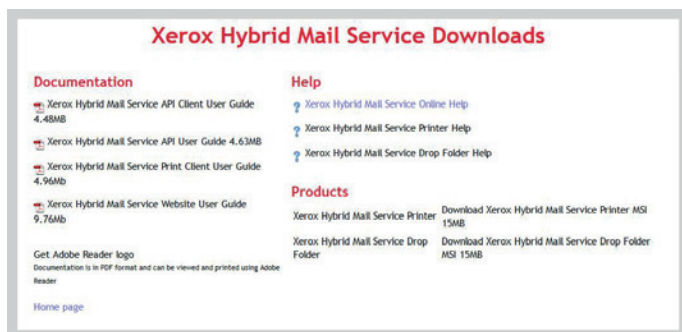 Xerox Hybrid Mail Service Downloads
Documentation
Xerox Hybrid Mail Service API Client User Guide
4.48MB
Xerox Hybrid Mail Service API User Guide 4.63MB
Xerox Hybrid Mail Service Print Client User Guide
4.96Mb
Xerox Hybrid Mail Service Website User Guide
9.76Mb
Get Adobe Reader logo
Documentation is in PDF format and can be viewed and printed using Adobe
Reader
Home page
Help
? Xerox Hybrid Mail Service Online Help
? Xerox Hybrid Mail Service Printer Help
? Xerox Hybrid Mail Service Drop Folder Help
Products
Xerox Hybrid Mail Service Printer
Download Xerox Hybrid Mail Service Printer MSI
15MB
Xerox Hybrid Mail Service Drop
Folder
Download Xerox Hybrid Mail Service Drop Folder
MSI 15MB